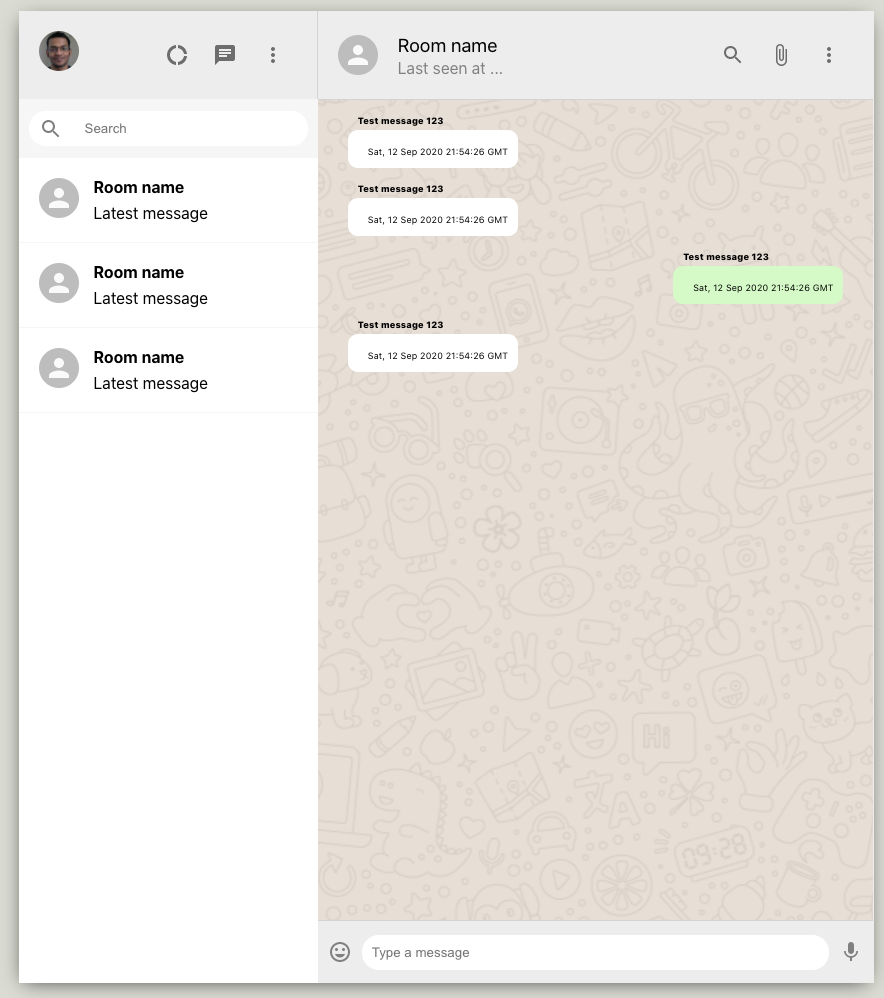 Room name
Last seen at ...
Search
Room name
Latest message
Room name
Latest message
Room name
Latest message
Test message 123
Sat, 12 Sep 2020 21:54:26 GMT
Test message 123
Sat, 12 Sep 2020 21:54:26 GMT
Test message 123
Sat, 12 Sep 2020 21:54:26 GMT
Test message 123
Sat, 12 Sep 2020 21:54:26 GMT
Hi
09:28
Type a message